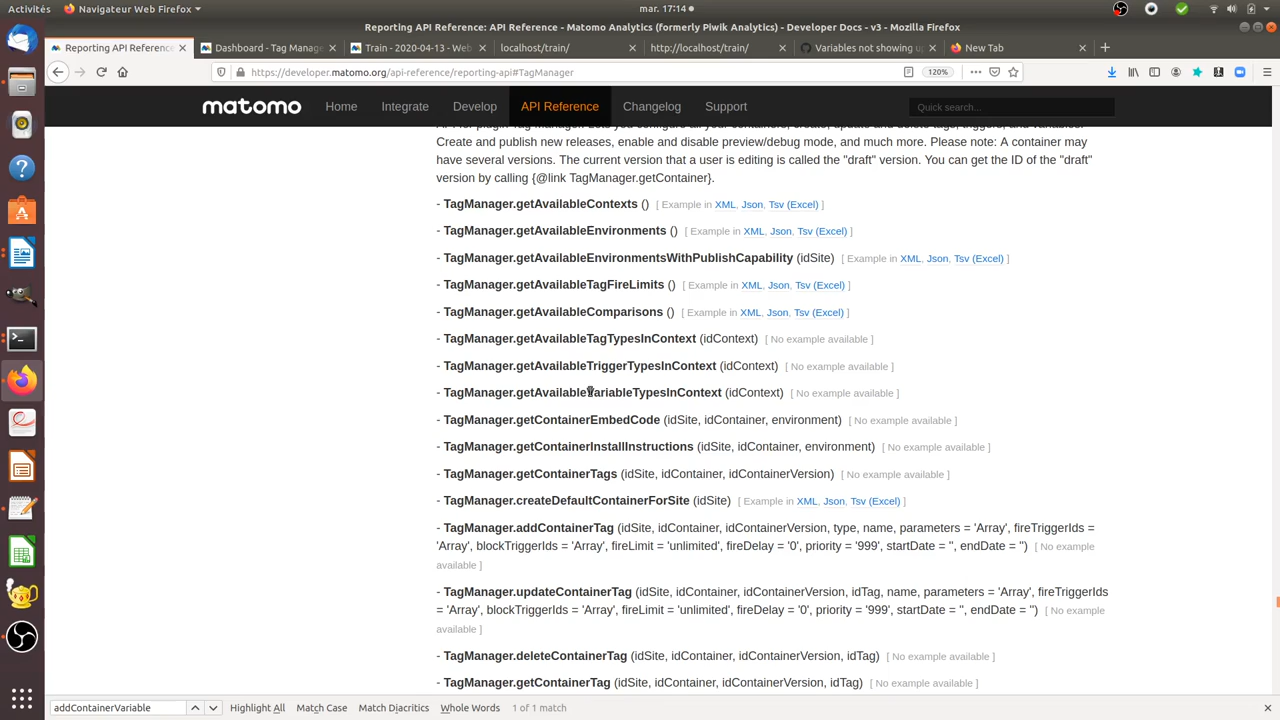 Activités
Navigateur Web Firefox
mar. 17:14
Reporting API Reference: API Reference - Matomo Analytics (formerly Piwik Analytics) - Developer Docs - v3 - Mozilla Firefox
Reporting API Reference
Dashboard - Tag Manag
Train - 2020-04-13 - Web
localhost/train/
http://localhost/train/
Variables not showing u
New Tab
https://developer.matomo.org/api-reference/reporting-api#TagManager
120%
matomo
Home
Integrate
Develop
API Reference
Changelog
Support
Quick search...
Create and publish new releases, enable and disable preview/debug mode, and much more. Please note: A container may
have several versions. The current version that a user is editing is called the "draft" version. You can get the ID of the "draft"
version by calling {@link TagManager.getContainer}.
- TagManager.getAvailableContexts () [ Example in XML, Json, Tsv (Excel) ]
- TagManager.getAvailableEnvironments () [ Example in XML, Json, Tsv (Excel) ]
- TagManager.getAvailableEnvironmentsWithPublishCapability (idSite) [ Example in XML, Json, Tsv (Excel) ]
- TagManager.getAvailableTagFireLimits () [ Example in XML, Json, Tsv (Excel) ]
- TagManager.getAvailableComparisons () [ Example in XML, Json, Tsv (Excel) ]
- TagManager.getAvailableTagTypesInContext (idContext) [ No example available ]
- TagManager.getAvailableTriggerTypesInContext (idContext) [ No example available ]
- TagManager.getAvailableVariableTypesInContext (idContext) [ No example available ]
- TagManager.getContainerEmbedCode (idSite, idContainer, environment) [ No example available ]
- TagManager.getContainerInstallInstructions (idSite, idContainer, environment) [ No example available ]
- TagManager.getContainerTags (idSite, idContainer, idContainerVersion) [ No example available ]
- TagManager.createDefaultContainerForSite (idSite) [ Example in XML, Json, Tsv (Excel) ]
- TagManager.addContainerTag (idSite, idContainer, idContainerVersion, type, name, parameters = 'Array', fireTriggerIds =
'Array', blockTriggerIds = 'Array', fireLimit = 'unlimited', fireDelay = '0', priority = '999', startDate = '', endDate = '') [ No example
available ]
- TagManager.updateContainerTag (idSite, idContainer, idContainerVersion, idTag, name, parameters = 'Array', fireTriggerIds
= 'Array', blockTriggerIds = 'Array', fireLimit = 'unlimited', fireDelay = '0', priority = '999', startDate = '', endDate = '') [ No example
available ]
- TagManager.deleteContainerTag (idSite, idContainer, idContainerVersion, idTag) [ No example available ]
- TagManager.getContainerTag (idSite, idContainer, idContainerVersion, idTag) [ No example available ]
addContainerVariable
Highlight All
Match Case
Match Diacritics
Whole Words
1 of 1 match